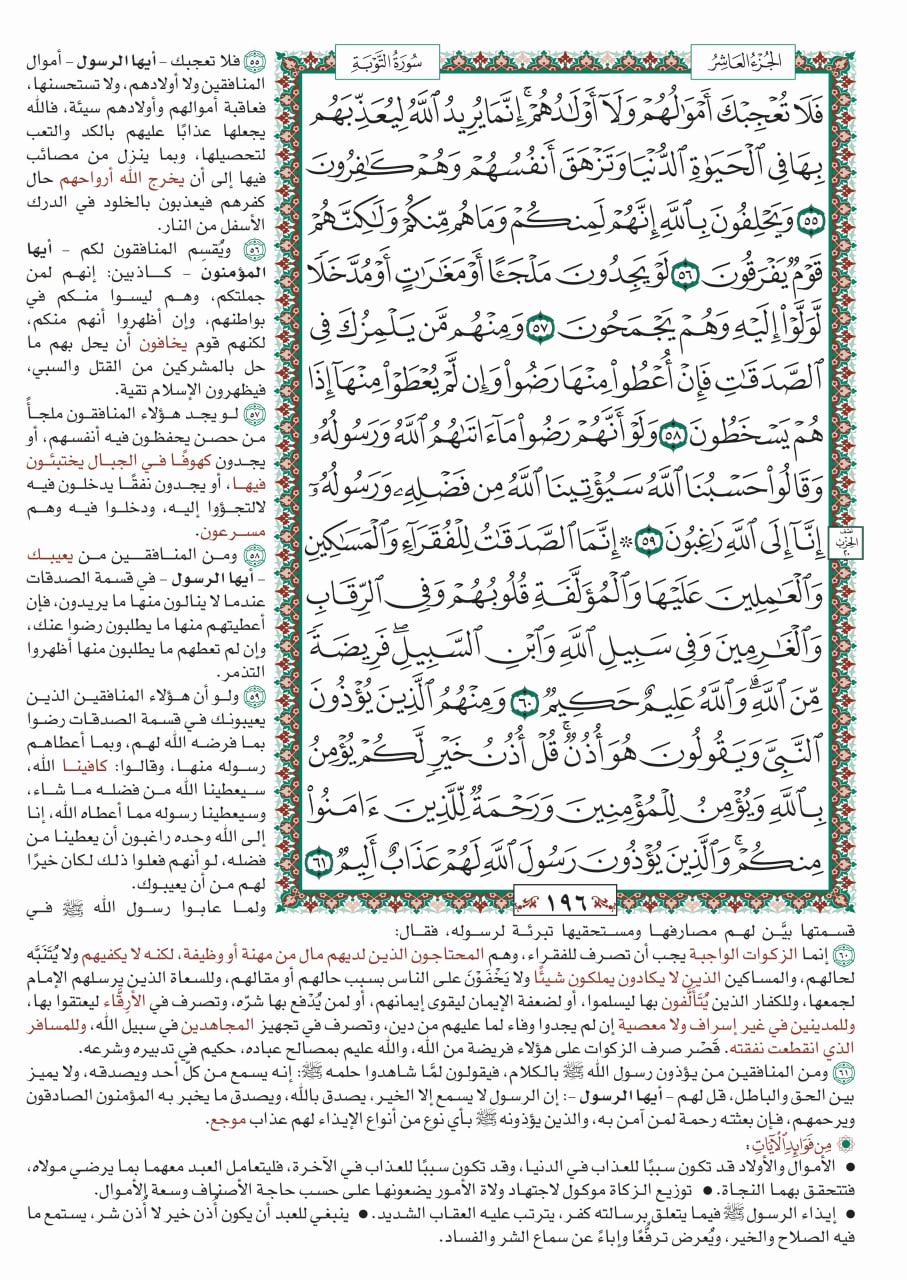 الجُزْءُ العَاشِرُ
سُورَةُ التَّوْبَةِ
فَلَا تُعۡجِبۡكَ أَمۡوَٰلُهُمۡ وَلَآ أَوۡلَٰدُهُمۡۚ إِنَّمَا يُرِيدُ ٱللَّهُ لِيُعَذِّبَهُم
بِهَا فِي ٱلۡحَيَوٰةِ ٱلدُّنۡيَا وَتَزۡهَقَ أَنفُسُهُمۡ وَهُمۡ كَٰفِرُونَ
٥٥ وَيَحۡلِفُونَ بِٱللَّهِ إِنَّهُمۡ لَمِنكُمۡ وَمَا هُم مِّنكُمۡ وَلَٰكِنَّهُمۡ
قَوۡمٞ يَفۡرَقُونَ ٥٦ لَوۡ يَجِدُونَ مَلۡجَـًٔا أَوۡ مَغَٰرَٰتٍ أَوۡ مُدَّخَلٗا
لَّوَلَّوۡاْ إِلَيۡهِ وَهُمۡ يَجۡمَحُونَ ٥٧ وَمِنۡهُم مَّن يَلۡمِزُكَ فِي
ٱلصَّدَقَٰتِ فَإِنۡ أُعۡطُواْ مِنۡهَا رَضُواْ وَإِن لَّمۡ يُعۡطَوۡاْ مِنۡهَآ إِذَا
هُمۡ يَسۡخَطُونَ ٥٨ وَلَوۡ أَنَّهُمۡ رَضُواْ مَآ ءَاتَىٰهُمُ ٱللَّهُ وَرَسُولُهُۥ
وَقَالُواْ حَسۡبُنَا ٱللَّهُ سَيُؤۡتِينَا ٱللَّهُ مِن فَضۡلِهِۦ وَرَسُولُهُۥٓ
إِنَّآ إِلَى ٱللَّهِ رَٰغِبُونَ ٥٩ ۞ إِنَّمَا ٱلصَّدَقَٰتُ لِلۡفُقَرَآءِ وَٱلۡمَسَٰكِينِ
وَٱلۡعَٰمِلِينَ عَلَيۡهَا وَٱلۡمُؤَلَّفَةِ قُلُوبُهُمۡ وَفِي ٱلرِّقَابِ
وَٱلۡغَٰرِمِينَ وَفِي سَبِيلِ ٱللَّهِ وَٱبۡنِ ٱلسَّبِيلِۖ فَرِيضَةٗ
مِّنَ ٱللَّهِۗ وَٱللَّهُ عَلِيمٌ حَكِيمٞ ٦٠ وَمِنۡهُمُ ٱلَّذِينَ يُؤۡذُونَ
ٱلنَّبِيَّ وَيَقُولُونَ هُوَ أُذُنٞۚ قُلۡ أُذُنُ خَيۡرٖ لَّكُمۡ يُؤۡمِنُ
بِٱللَّهِ وَيُؤۡمِنُ لِلۡمُؤۡمِنِينَ وَرَحۡمَةٞ لِّلَّذِينَ ءَامَنُواْ
مِنكُمۡۚ وَٱلَّذِينَ يُؤۡذُونَ رَسُولَ ٱللَّهِ لَهُمۡ عَذَابٌ أَلِيمٞ ٦١
نصف
الحزب
٢٠
١٩٦
٥٥ فلا تعجبك - أيها الرسول - أموال
المنافقين ولا أولادهم، ولا تستحسنها،
فعاقبة أموالهم وأولادهم سيئة، فالله
يجعلها عذابًا عليهم بالكد والتعب
لتحصيلها، وبما ينزل من مصائب
فيها إلى أن يخرج الله أرواحهم حال
كفرهم فيعذبون بالخلود في الدرك
الأسفل من النار.
٥٦ ويُقسِم المنافقون لكم - أيها
المؤمنون - كاذبين: إنهم لمن
جملتكم، وهم ليسوا منكم في
بواطنهم، وإن أظهروا أنهم منكم،
لكنهم قوم يخافون أن يحل بهم ما
حل بالمشركين من القتل والسبي،
فيظهرون الإسلام تقية.
٥٧ لو يجد هؤلاء المنافقون ملجأً
من حصن يحفظون فيه أنفسهم، أو
يجدون كهوفًا في الجبال يختبئون
فيها، أو يجدون نفقًا يدخلون فيه
لالتجؤوا إليه، ودخلوا فيه وهم
مسرعون.
٥٨ ومن المنافقين من يعيبك
- أيها الرسول - في قسمة الصدقات
عندما لا ينالون منها ما يريدون، فإن
أعطيتهم منها ما يطلبون رضوا عنك،
وإن لم تعطهم ما يطلبون منها أظهروا
التذمر.
٥٩ ولو أن هؤلاء المنافقين الذين
يعيبونك في قسمة الصدقات رضوا
بما فرضه الله لهم، وبما أعطاهم
رسوله منها، وقالوا: كافينا الله،
سيعطينا الله من فضله ما شاء،
وسيعطينا رسوله مما أعطاه الله، إنا
إلى الله وحده راغبون أن يعطينا من
فضله، لو أنهم فعلوا ذلك لكان خيرًا
لهم من أن يعيبوك.
ولما عابوا رسول الله ﷺ في
قسمتها بيَّن لهم مصارفها ومستحقيها تبرئة لرسوله، فقال:
٦٠ إنما الزكوات الواجبة يجب أن تصرف للفقراء، وهم المحتاجون الذين لديهم مال من مهنة أو وظيفة، لكنه لا يكفيهم ولا يُتَنَبَّه
لحالهم، والمساكين الذين لا يكادون يملكون شيئًا ولا يَخْفَوْنَ على الناس بسبب حالهم أو مقالهم، وللسعاة الذين يرسلهم الإمام
لجمعها، وللكفار الذين يُتَأَلَّفون بها ليسلموا، أو لضعفة الإيمان ليقوى إيمانهم، أو لمن يُدْفع بها شرّه، وتصرف في الأرِقَّاء ليعتقوا بها،
وللمدينين في غير إسراف ولا معصية إن لم يجدوا وفاء لما عليهم من دين، وتصرف في تجهيز المجاهدين في سبيل الله، وللمسافر
الذي انقطعت نفقته. قَصْر صرف الزكوات على هؤلاء فريضة من الله، والله عليم بمصالح عباده، حكيم في تدبيره وشرعه.
٦١ ومن المنافقين من يؤذون رسول الله ﷺ بالكلام، فيقولون لمَّا شاهدوا حلمه ﷺ: إنه يسمع من كلّ أحد ويصدقه، ولا يميز
بين الحق والباطل، قل لهم - أيها الرسول -: إن الرسول لا يسمع إلا الخير، يصدق بالله، ويصدق ما يخبر به المؤمنون الصادقون
ويرحمهم، فإن بعثته رحمة لمن آمن به، والذين يؤذونه ﷺ بأي نوع من أنواع الإيذاء لهم عذاب موجع.
مِن فَوَائِدِ الآيَاتِ:
● الأموال والأولاد قد تكون سببًا للعذاب في الدنيا، وقد تكون سببًا للعذاب في الآخرة، فليتعامل العبد معهما بما يرضي مولاه،
فتتحقق بهما النجاة. ● توزيع الزكاة موكول لاجتهاد ولاة الأمور يضعونها على حسب حاجة الأصناف وسعة الأموال.
● إيذاء الرسول ﷺ فيما يتعلق برسالته كفر، يترتب عليه العقاب الشديد. ● ينبغي للعبد أن يكون أُذن خير لا أُذن شر، يستمع ما
فيه الصلاح والخير، ويُعرض ترفُّعًا وإباءً عن سماع الشر والفساد.